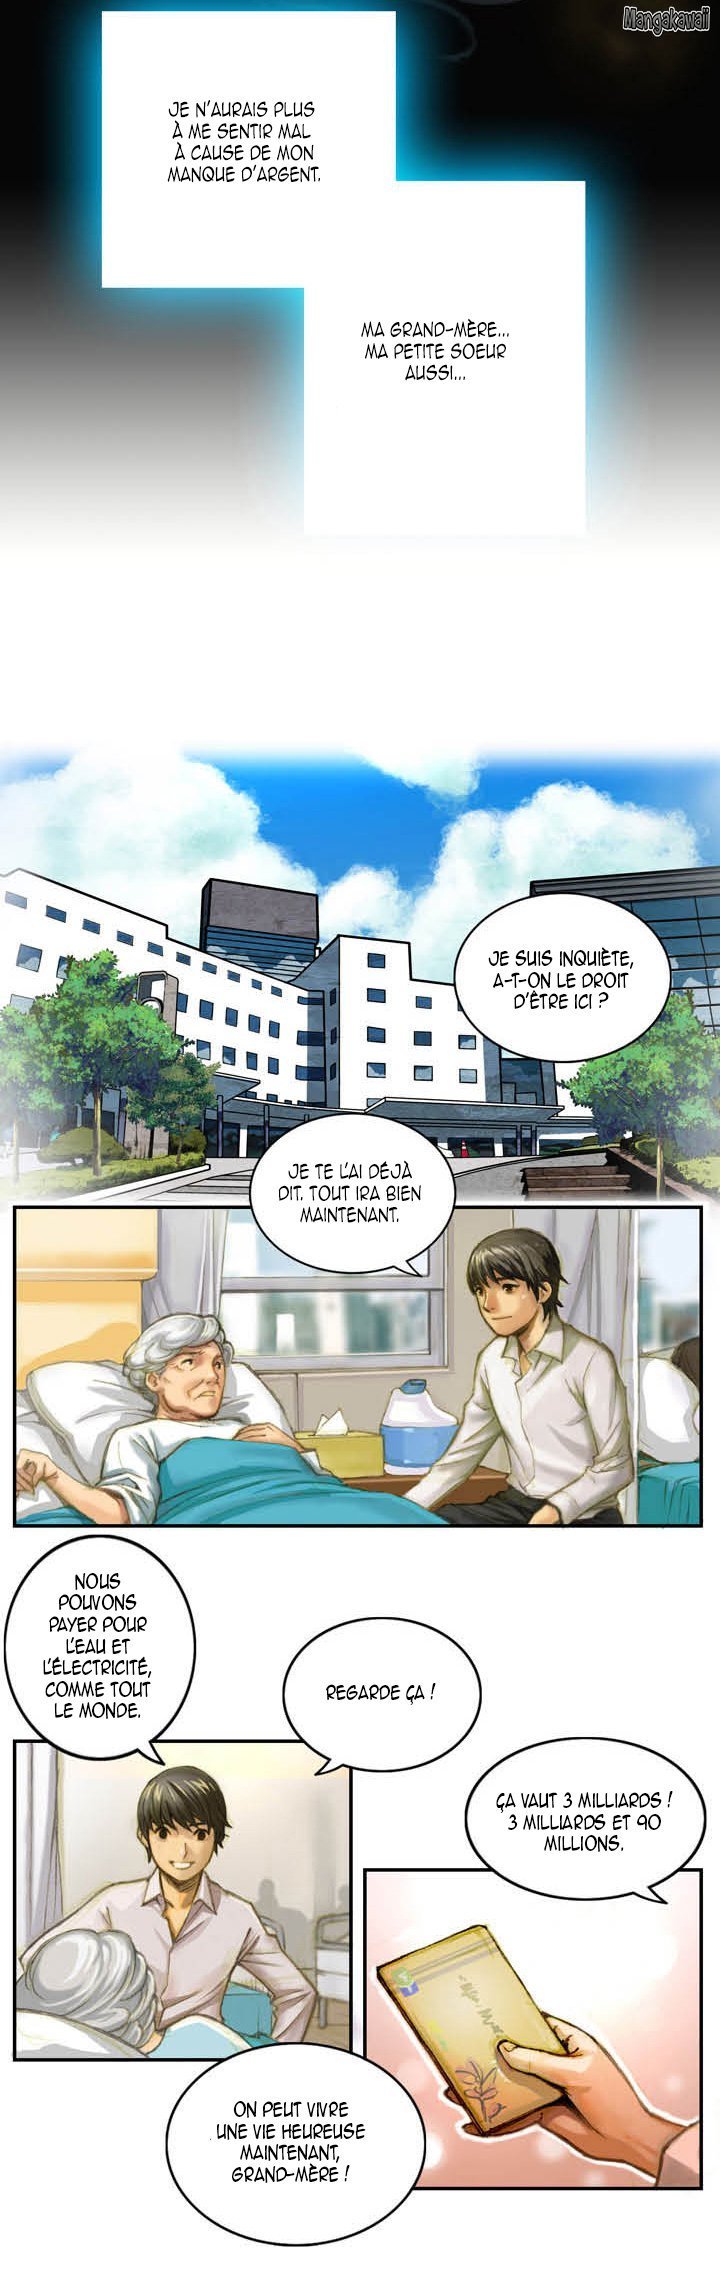 Mangakawaii
JE N'AURAIS PLUS
À ME SENTIR MAL
À CAUSE DE MON
MANQUE D'ARGENT.
MA GRAND-MÈRE...
MA PETITE SOEUR
AUSSI...
JE SUIS INQUIÈTE,
A-T-ON LE DROIT
D'ÊTRE ICI ?
JE TE L'AI DÉJÀ
DIT. TOUT IRA BIEN
MAINTENANT.
NOUS
POUVONS
PAYER POUR
L'EAU ET
L'ÉLECTRICITÉ,
COMME TOUT
LE MONDE.
REGARDE ÇA !
ÇA VAUT 3 MILLIARDS !
3 MILLIARDS ET 90
MILLIONS.
ON PEUT VIVRE
UNE VIE HEUREUSE
MAINTENANT,
GRAND-MÈRE !